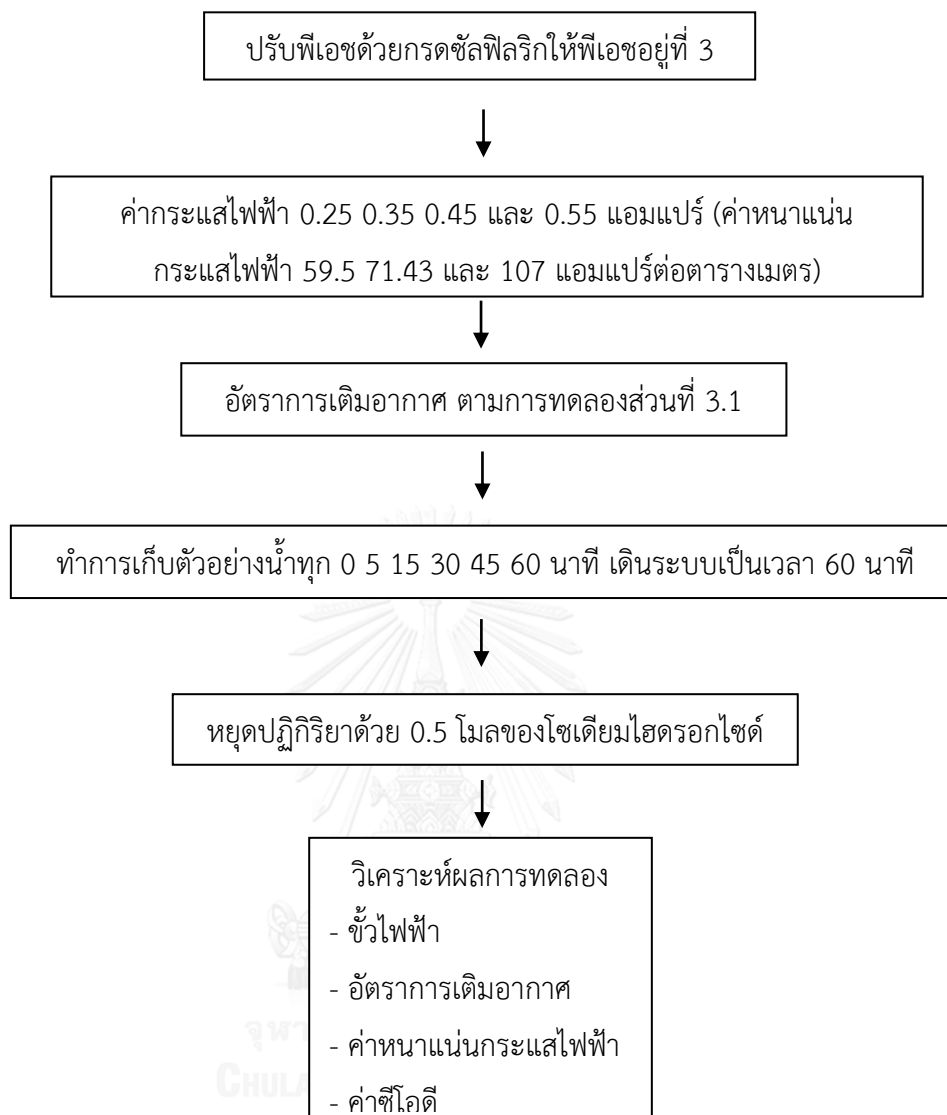 ปรับพีเอชด้วยกรดซัลฟิลริกให้พีเอชอยู่ที่ 3
ค่ากระแสไฟฟ้า 0.25 0.35 0.45 และ 0.55 แอมแปร์ (ค่าหนาแน่น
กระแสไฟฟ้า 59.5 71.43 และ 107 แอมแปร์ต่อตารางเมตร)
อัตราการเติมอากาศ ตามการทดลองส่วนที่ 3.1
ทำการเก็บตัวอย่างน้ำทุก 0 5 15 30 45 60 นาที เดินระบบเป็นเวลา 60 นาที
หยุดปฏิกิริยาด้วย 0.5 โมลของโซเดียมไฮดรอกไซด์
วิเคราะห์ผลการทดลอง
- ขั้วไฟฟ้า
- อัตราการเติมอากาศ
- ค่าหนาแน่นกระแสไฟฟ้า
- ค่าซีโอดี
จุฬา
CHULA